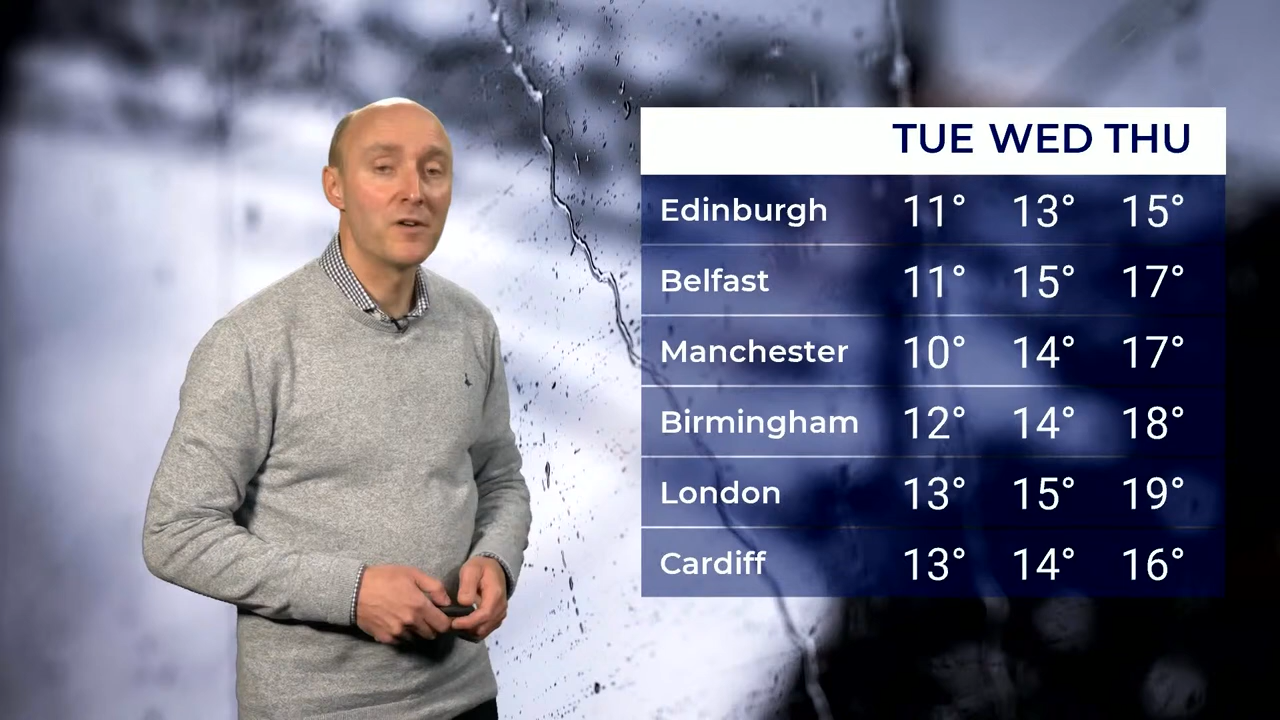 TUE WED THU
Edinburgh 11° 13° 15°
Belfast 11° 15° 17°
Manchester 10° 14° 17°
Birmingham 12° 14° 18°
London 13° 15° 19°
Cardiff 13° 14° 16°